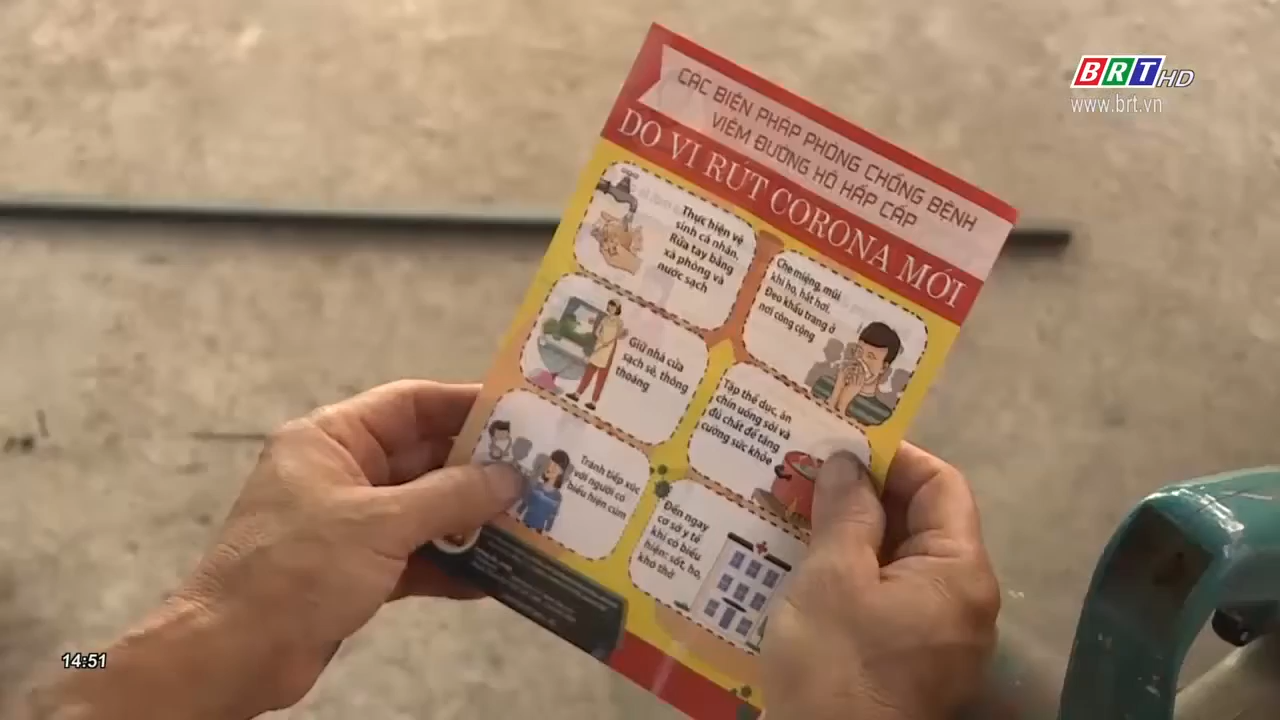 BRT HD
www.brt.vn
CÁC BIỆN PHÁP PHÒNG CHỐNG BỆNH
VIÊM ĐƯỜNG HÔ HẤP CẤP
DO VI RÚT CORONA MỚI
Thực hiện vệ
sinh cá nhân.
Rửa tay bằng
xà phòng và
nước sạch
Che miệng, mũi
khi ho, hắt hơi.
Đeo khẩu trang ở
nơi công cộng
Giữ nhà cửa
sạch sẽ, thông
thoáng
Tập thể dục, ăn
chín uống sôi và
đủ chất để tăng
cường sức khỏe
Tránh tiếp xúc
với người có
biểu hiện cúm
Đến ngay
cơ sở y tế
khi có biểu
hiện: sốt, ho,
khó thở
14:51